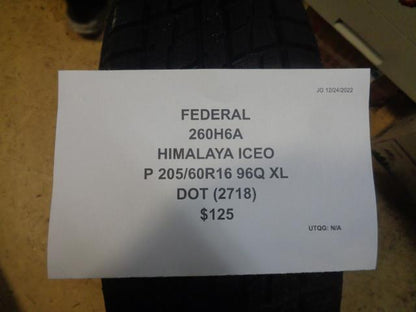 JG 12/24/2022
FEDERAL
260H6A
HIMALAYA ICEO
P 205/60R16 96Q XL
DOT (2718)
$125
UTQG: N/A